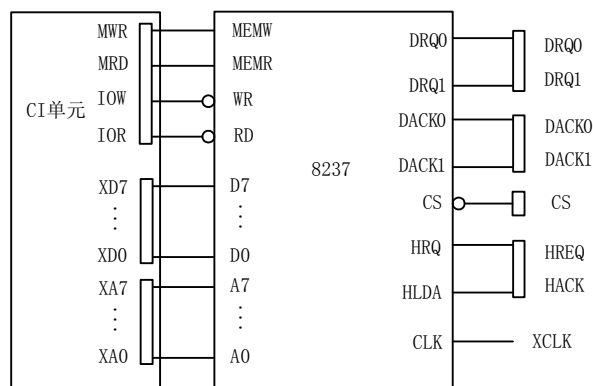 MWR MEMW DRQ0 DRQ0
MRD MEMR DRQ1 DRQ1
IOW WR
CI单元
IOR RD
DACK0 DACK0
8237
DACK1 DACK1
XD7 D7
CS CS
XD0 D0
HRQ HREQ
XA7 A7
HLDA HACK
CLK XCLK
XA0 A0